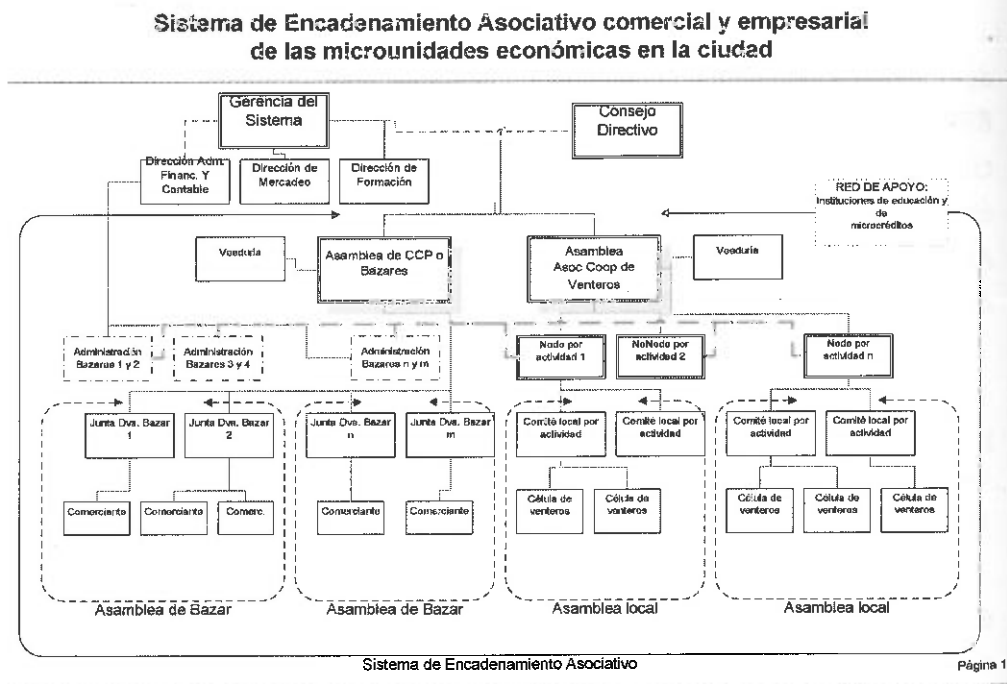 Sistema de Encadenamiento Asociativo comercial y empresarial
de las microunidades económicas en la ciudad
Gerencia del
Sistema
Consejo
Directivo
Dirección Adm.
Financ. Y
Contable
Dirección de
Mercadeo
Dirección de
Formación
RED DE APOYO:
Instituciones de educación y
de
microcréditos
Veeduria
Asamblea de CCP o
Bazares
Asamblea
Asoc Coop de
Venteros
Veeduria
Administración
Bazares 1 y 2
Administración
Bazares 3 y 4
Administración
Bazares n y m
Nodo por
actividad 1
NoNodo por
actividad 2
Nodo por
actividad n
Junta Dva. Bazar
1
Junta Dva. Bazar
2
Junta Dva. Bazar
n
Junta Dva. Bazar
m
Comité local por
actividad
Comité local por
actividad
Comité local por
actividad
Comité local por
actividad
Comerciante
Comerciante
Comerc.
Comerciante
Comerciante
Célula de
venteros
Célula de
venteros
Célula de
venteros
Célula de
venteros
Célula de
venteros
Asamblea de Bazar
Asamblea de Bazar
Asamblea local
Asamblea local
Sistema de Encadenamiento Asociativo
Página 1